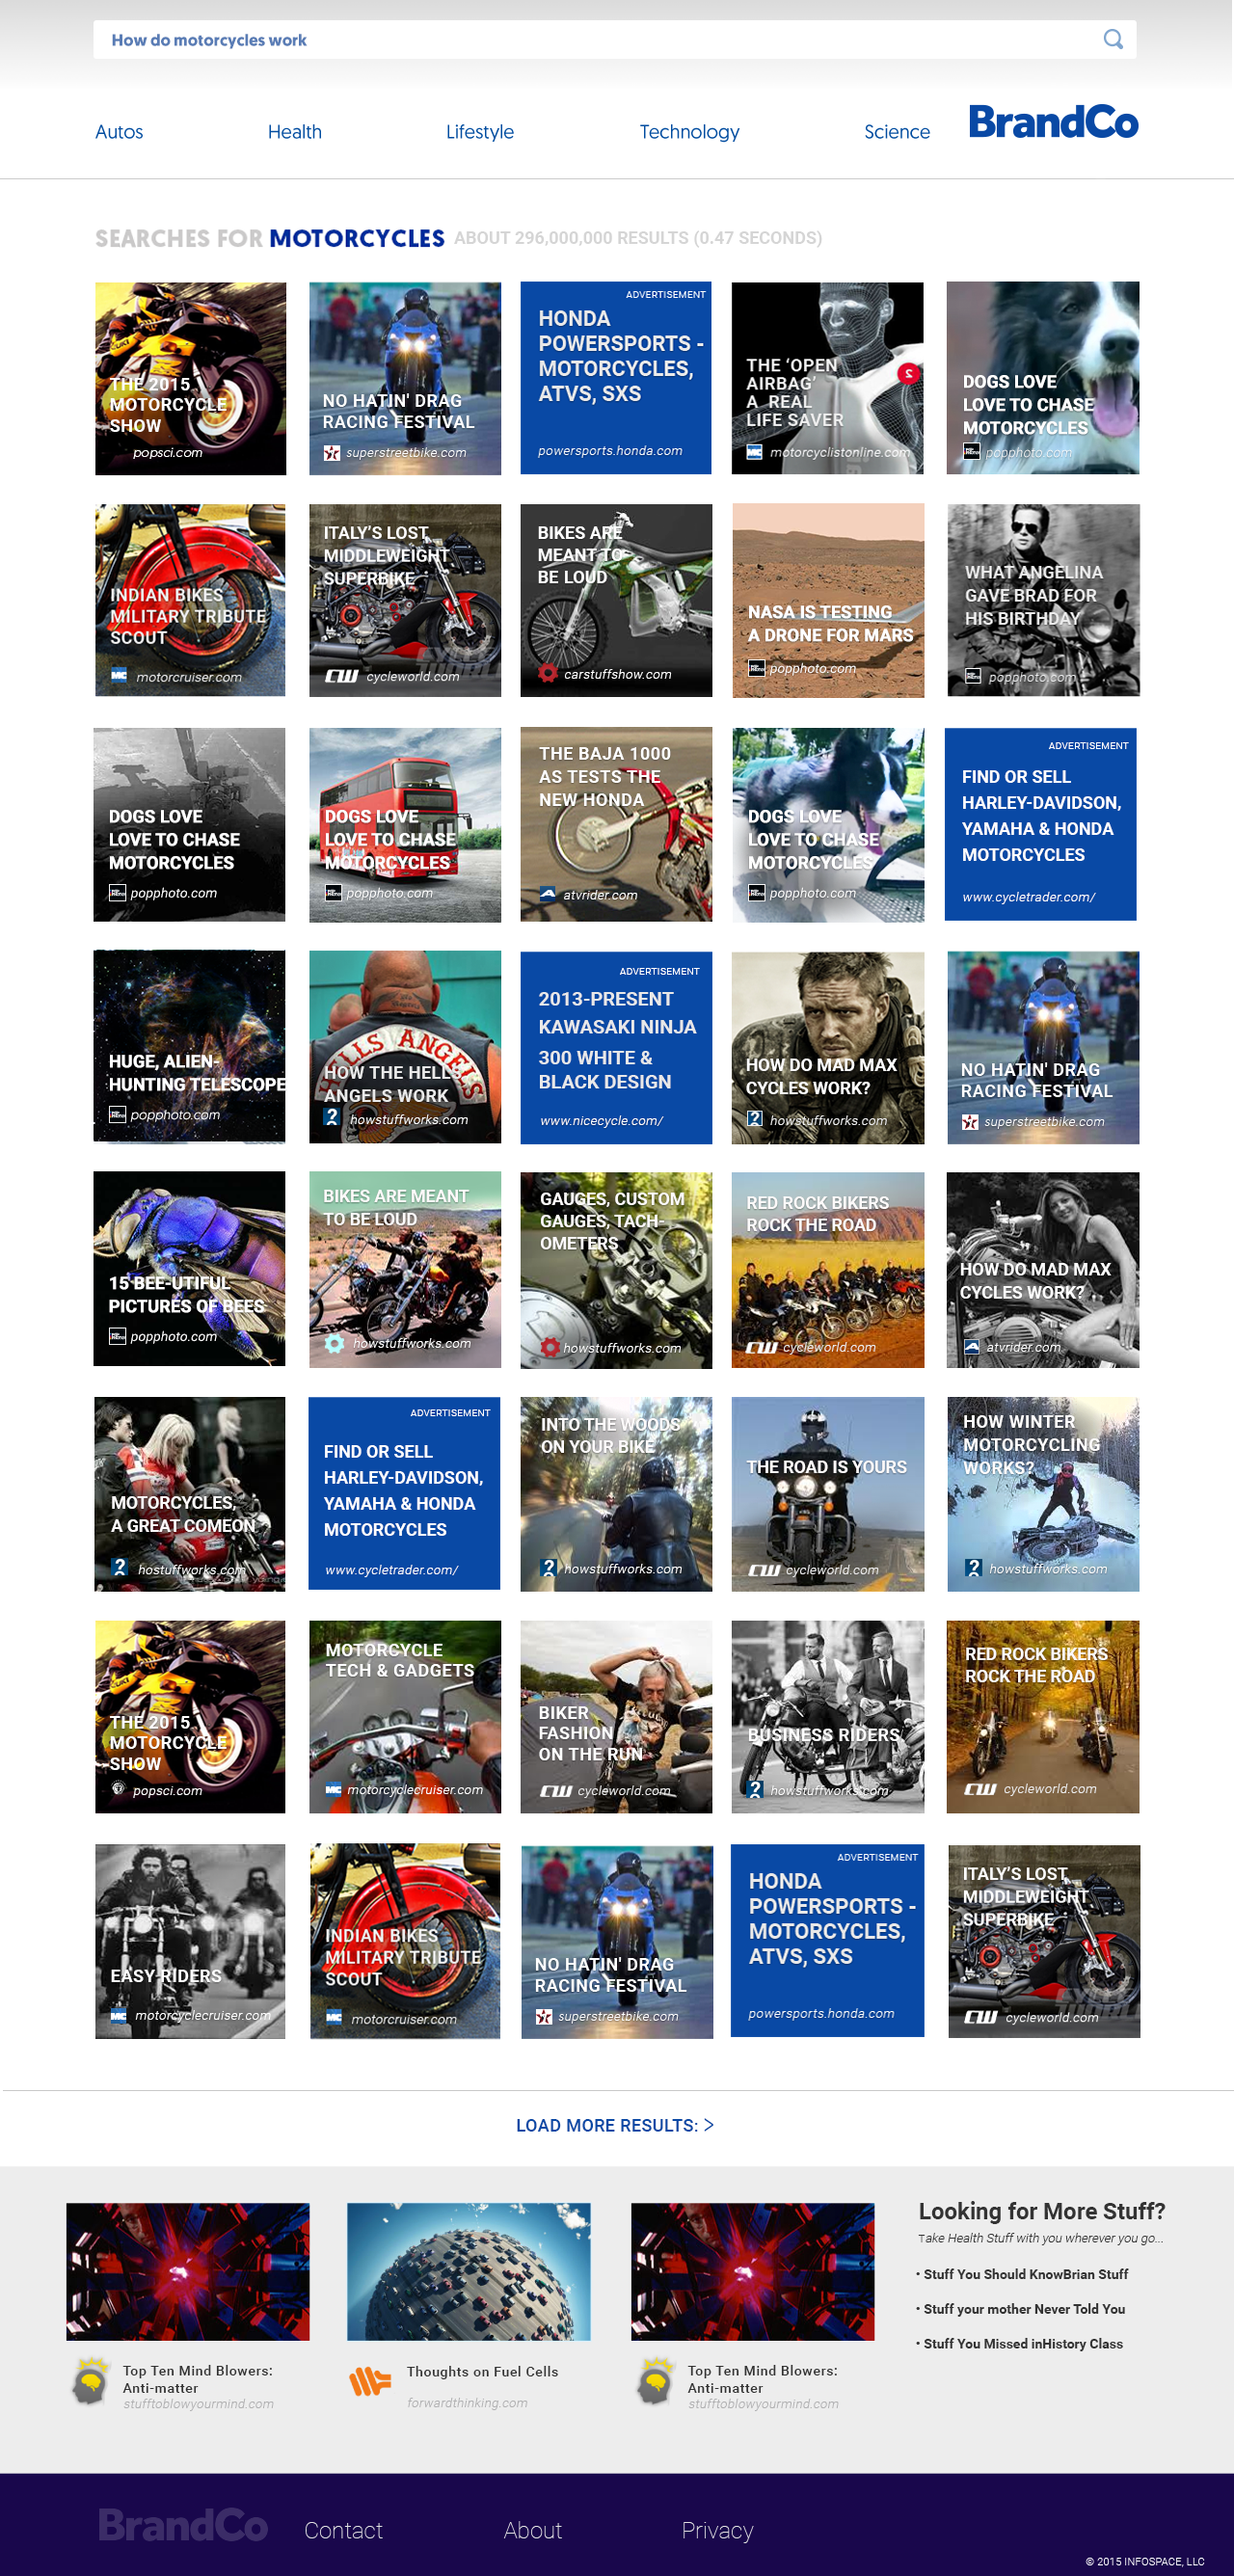 How do motorcycles work
Autos
Health
Lifestyle
Technology
Science
BrandCo
SEARCHES FOR MOTORCYCLES ABOUT 296,000,000 RESULTS (0.47 SECONDS)
THE 2015
MOTORCYCLE
SHOW
popsci.com
NO HATIN' DRAG
RACING FESTIVAL
superstreetbike.com
ADVERTISEMENT
HONDA
POWERSPORTS -
MOTORCYCLES,
ATVS, SXS
powersports.honda.com
THE ‘OPEN
AIRBAG’
A REAL
LIFE SAVER
MC motorcyclistonline.com
DOGS LOVE
LOVE TO CHASE
MOTORCYCLES
popphoto.com
INDIAN BIKES
MILITARY TRIBUTE
SCOUT
MC motorcruiser.com
ITALY’S LOST
MIDDLEWEIGHT
SUPERBIKE
CW cycleworld.com
BIKES ARE
MEANT TO
BE LOUD
carstuffshow.com
NASA IS TESTING
A DRONE FOR MARS
popphoto.com
WHAT ANGELINA
GAVE BRAD FOR
HIS BIRTHDAY
popphoto.com
DOGS LOVE
LOVE TO CHASE
MOTORCYCLES
popphoto.com
DOGS LOVE
LOVE TO CHASE
MOTORCYCLES
popphoto.com
THE BAJA 1000
AS TESTS THE
NEW HONDA
atvrider.com
DOGS LOVE
LOVE TO CHASE
MOTORCYCLES
popphoto.com
ADVERTISEMENT
FIND OR SELL
HARLEY-DAVIDSON,
YAMAHA & HONDA
MOTORCYCLES
www.cycletrader.com/
HUGE, ALIEN-
HUNTING TELESCOPE
popphoto.com
HELLS ANGELS
HOW THE HELLS
ANGELS WORK
? howstuffworks.com
ADVERTISEMENT
2013-PRESENT
KAWASAKI NINJA
300 WHITE &
BLACK DESIGN
www.nicecycle.com/
HOW DO MAD MAX
CYCLES WORK?
? howstuffworks.com
NO HATIN' DRAG
RACING FESTIVAL
superstreetbike.com
15 BEE-UTIFUL
PICTURES OF BEES
popphoto.com
BIKES ARE MEANT
TO BE LOUD
howstuffworks.com
GAUGES, CUSTOM
GAUGES, TACH-
OMETERS
howstuffworks.com
RED ROCK BIKERS
ROCK THE ROAD
CW cycleworld.com
HOW DO MAD MAX
CYCLES WORK?
atvrider.com
MOTORCYCLES,
A GREAT COMEON
? hostuffworks.com
ADVERTISEMENT
FIND OR SELL
HARLEY-DAVIDSON,
YAMAHA & HONDA
MOTORCYCLES
www.cycletrader.com/
INTO THE WOODS
ON YOUR BIKE
? howstuffworks.com
THE ROAD IS YOURS
CW cycleworld.com
HOW WINTER
MOTORCYCLING
WORKS?
? howstuffworks.com
THE 2015
MOTORCYCLE
SHOW
popsci.com
MOTORCYCLE
TECH & GADGETS
MC motorcyclecruiser.com
BIKER
FASHION
ON THE RUN
CW cycleworld.com
BUSINESS RIDERS
? howstuffworks.com
RED ROCK BIKERS
ROCK THE ROAD
CW cycleworld.com
EASY-RIDERS
MC motorcyclecruiser.com
INDIAN BIKES
MILITARY TRIBUTE
SCOUT
MC motorcruiser.com
NO HATIN' DRAG
RACING FESTIVAL
superstreetbike.com
ADVERTISEMENT
HONDA
POWERSPORTS -
MOTORCYCLES,
ATVS, SXS
powersports.honda.com
ITALY’S LOST
MIDDLEWEIGHT
SUPERBIKE
CW cycleworld.com
LOAD MORE RESULTS: >
Top Ten Mind Blowers:
Anti-matter
stufftoblowyourmind.com
Thoughts on Fuel Cells
forwardthinking.com
Top Ten Mind Blowers:
Anti-matter
stufftoblowyourmind.com
Looking for More Stuff?
Take Health Stuff with you wherever you go...
• Stuff You Should KnowBrian Stuff
• Stuff your mother Never Told You
• Stuff You Missed inHistory Class
BrandCo
Contact
About
Privacy
© 2015 INFOSPACE, LLC